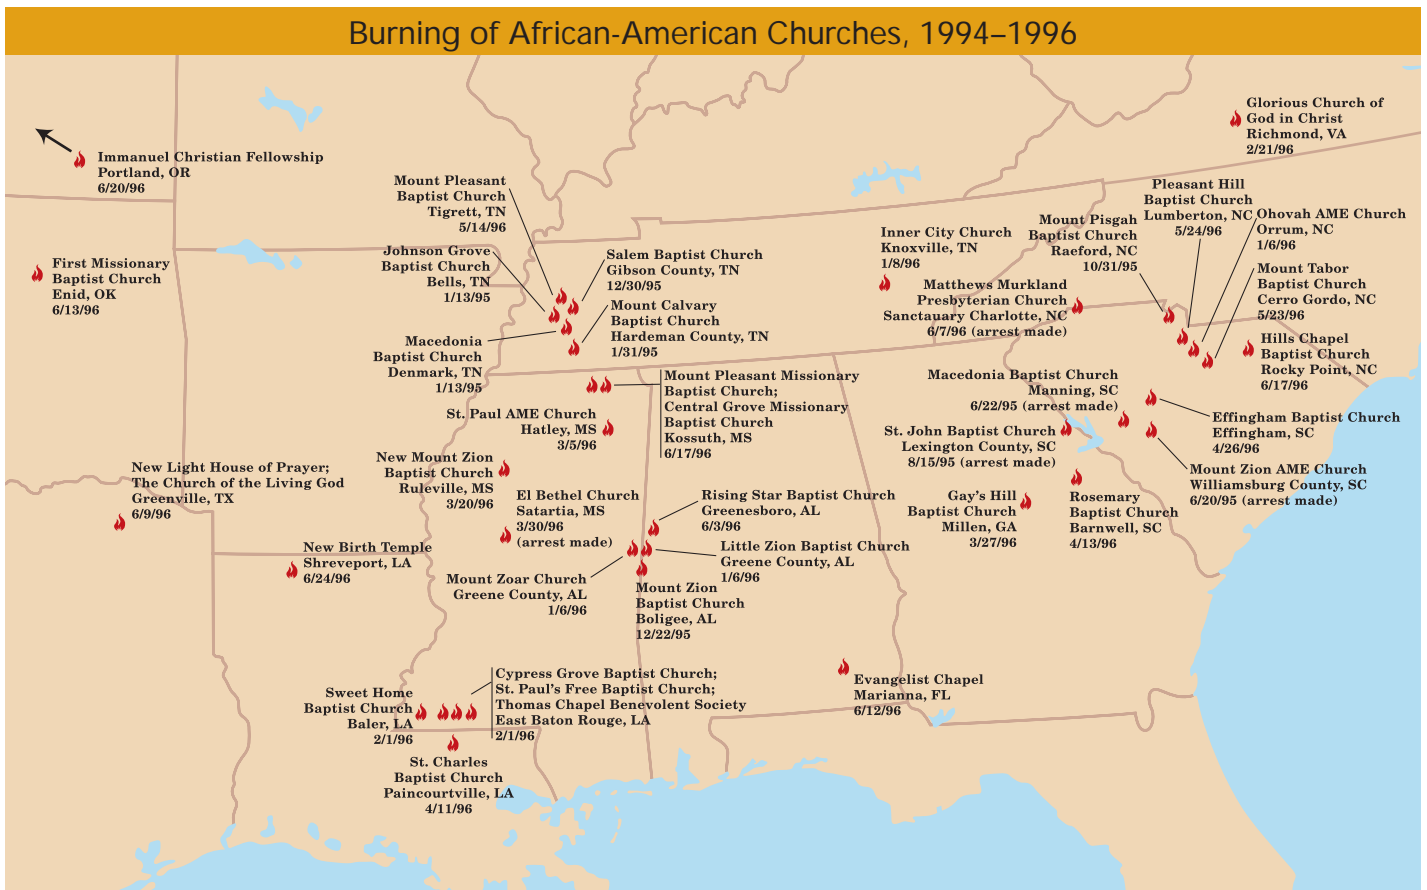 Burning of African-American Churches, 1994–1996
Glorious Church of
God in Christ
Richmond, VA
2/21/96
Immanuel Christian Fellowship
Portland, OR
6/20/96
Mount Pleasant
Baptist Church
Tigrett, TN
5/14/96
Pleasant Hill
Baptist Church
Lumberton, NC
5/24/96
Ohovah AME Church
Orrum, NC
1/6/96
Mount Pisgah
Baptist Church
Raeford, NC
10/31/95
Inner City Church
Knoxville, TN
1/8/96
Johnson Grove
Baptist Church
Bells, TN
1/13/95
Salem Baptist Church
Gibson County, TN
12/30/95
First Missionary
Baptist Church
Enid, OK
6/13/96
Mount Tabor
Baptist Church
Cerro Gordo, NC
5/23/96
Matthews Murkland
Presbyterian Church
Sanctauary Charlotte, NC
6/7/96 (arrest made)
Mount Calvary
Baptist Church
Hardeman County, TN
1/31/95
Macedonia
Baptist Church
Denmark, TN
1/13/95
Hills Chapel
Baptist Church
Rocky Point, NC
6/17/96
Mount Pleasant Missionary
Baptist Church;
Central Grove Missionary
Baptist Church
Kossuth, MS
6/17/96
Macedonia Baptist Church
Manning, SC
6/22/95 (arrest made)
St. Paul AME Church
Hatley, MS
3/5/96
Effingham Baptist Church
Effingham, SC
4/26/96
St. John Baptist Church
Lexington County, SC
8/15/95 (arrest made)
New Mount Zion
Baptist Church
Ruleville, MS
3/20/96
New Light House of Prayer;
The Church of the Living God
Greenville, TX
6/9/96
Mount Zion AME Church
Williamsburg County, SC
6/20/95 (arrest made)
El Bethel Church
Satartia, MS
3/30/96
(arrest made)
Rising Star Baptist Church
Greenesboro, AL
6/3/96
Gay's Hill
Baptist Church
Millen, GA
3/27/96
Rosemary
Baptist Church
Barnwell, SC
4/13/96
New Birth Temple
Shreveport, LA
6/24/96
Little Zion Baptist Church
Greene County, AL
1/6/96
Mount Zoar Church
Greene County, AL
1/6/96
Mount Zion
Baptist Church
Boligee, AL
12/22/95
Cypress Grove Baptist Church;
St. Paul's Free Baptist Church;
Thomas Chapel Benevolent Society
East Baton Rouge, LA
2/1/96
Evangelist Chapel
Marianna, FL
6/12/96
Sweet Home
Baptist Church
Baler, LA
2/1/96
St. Charles
Baptist Church
Paincourtville, LA
4/11/96